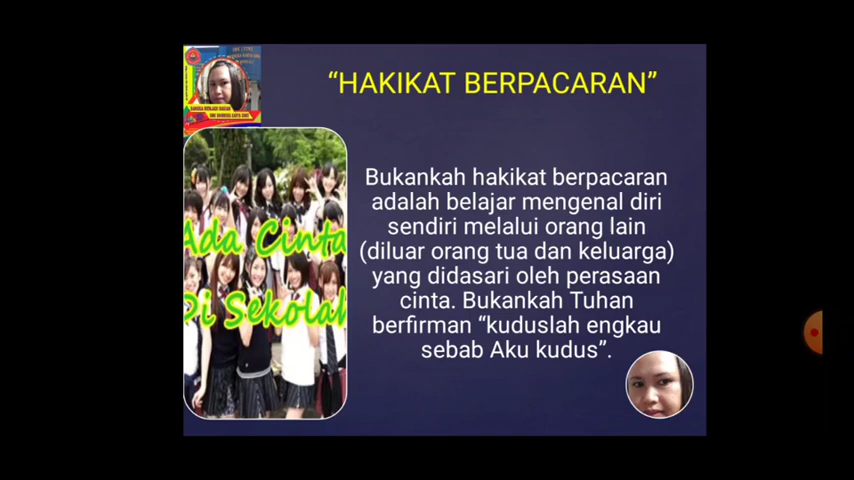 “HAKIKAT BERPACARAN”
Ada Cinta
Di Sekolah
Bukankah hakikat berpacaran
adalah belajar mengenal diri
sendiri melalui orang lain
(diluar orang tua dan keluarga)
yang didasari oleh perasaan
cinta. Bukankah Tuhan
berfirman “kuduslah engkau
sebab Aku kudus”.